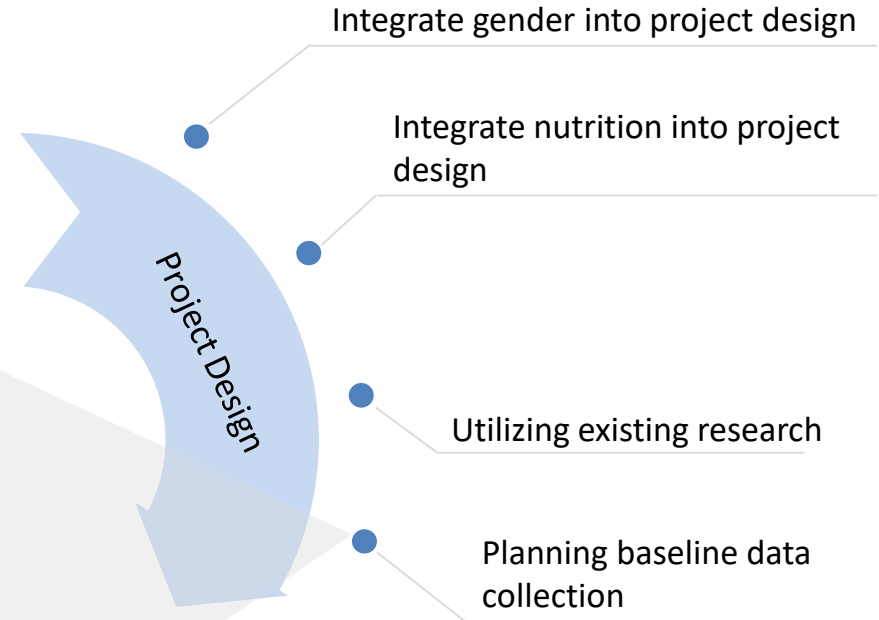 Integrate gender into project design
Integrate nutrition into project
design
Project Design
Utilizing existing research
Planning baseline data
collection